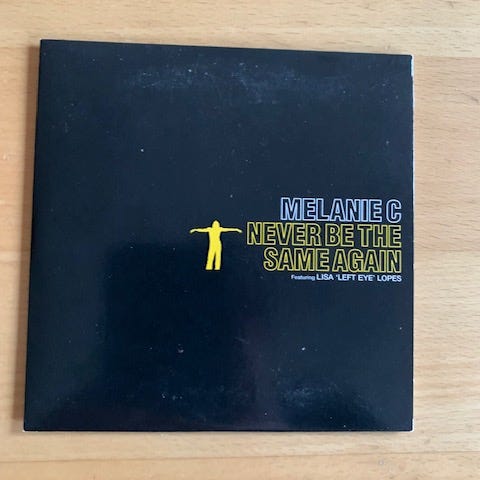 MELANIE C
NEVER BE THE
SAME AGAIN
Featuring LISA 'LEFT EYE' LOPES